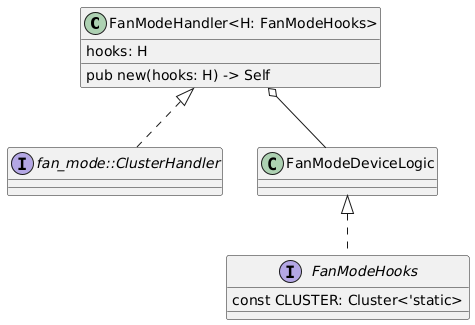 C FanModeHandler<H: FanModeHooks>
hooks: H
pub new(hooks: H) -> Self
I fan_mode::ClusterHandler
C FanModeDeviceLogic
I FanModeHooks
const CLUSTER: Cluster<'static>